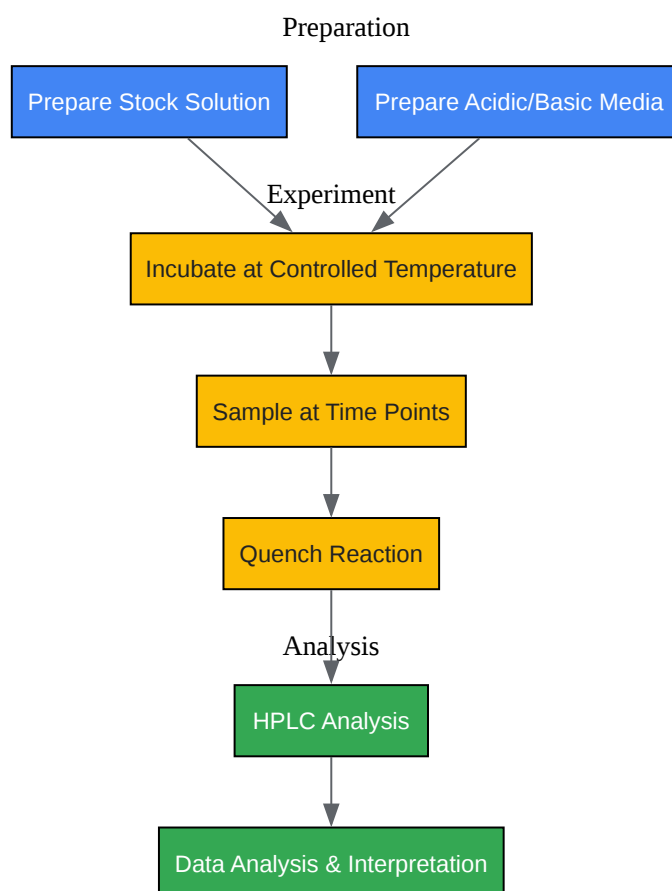 Preparation
Prepare Stock Solution
Prepare Acidic/Basic Media
Experiment
Incubate at Controlled Temperature
Sample at Time Points
Quench Reaction
Analysis
HPLC Analysis
Data Analysis & Interpretation